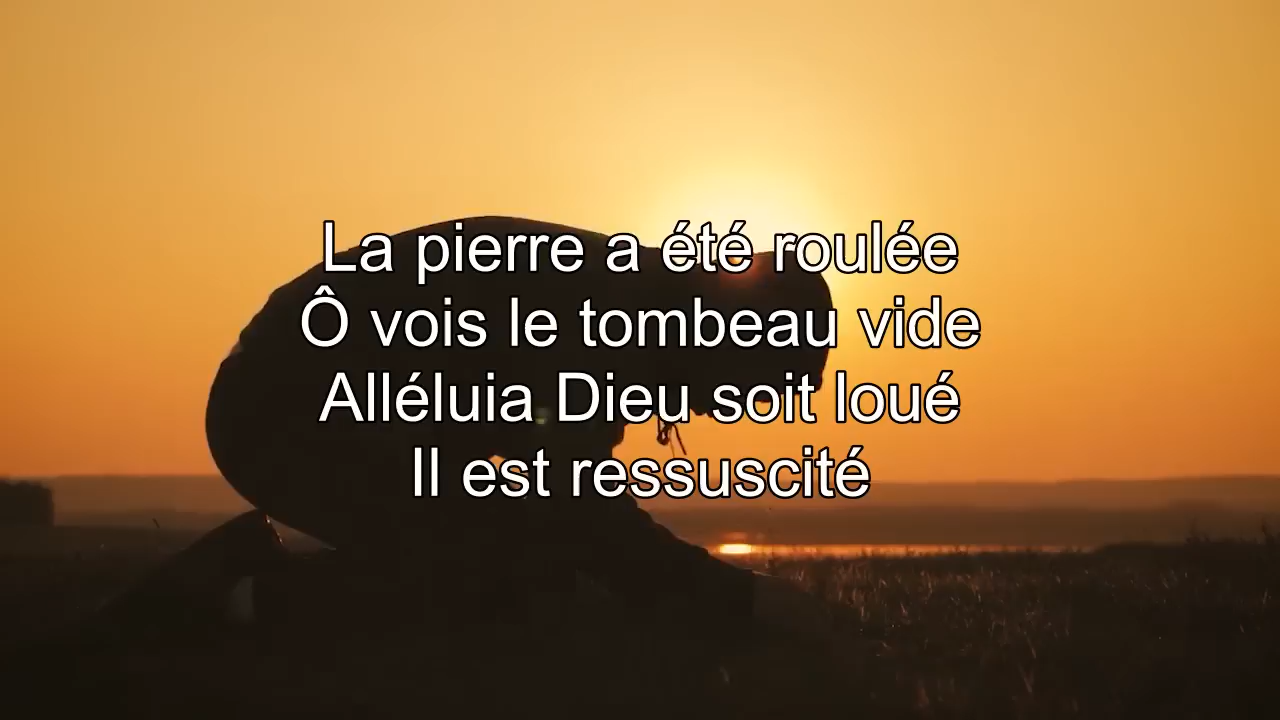 La pierre a été roulée
Ô vois le tombeau vide
Alléluia Dieu soit loué
Il est ressuscité